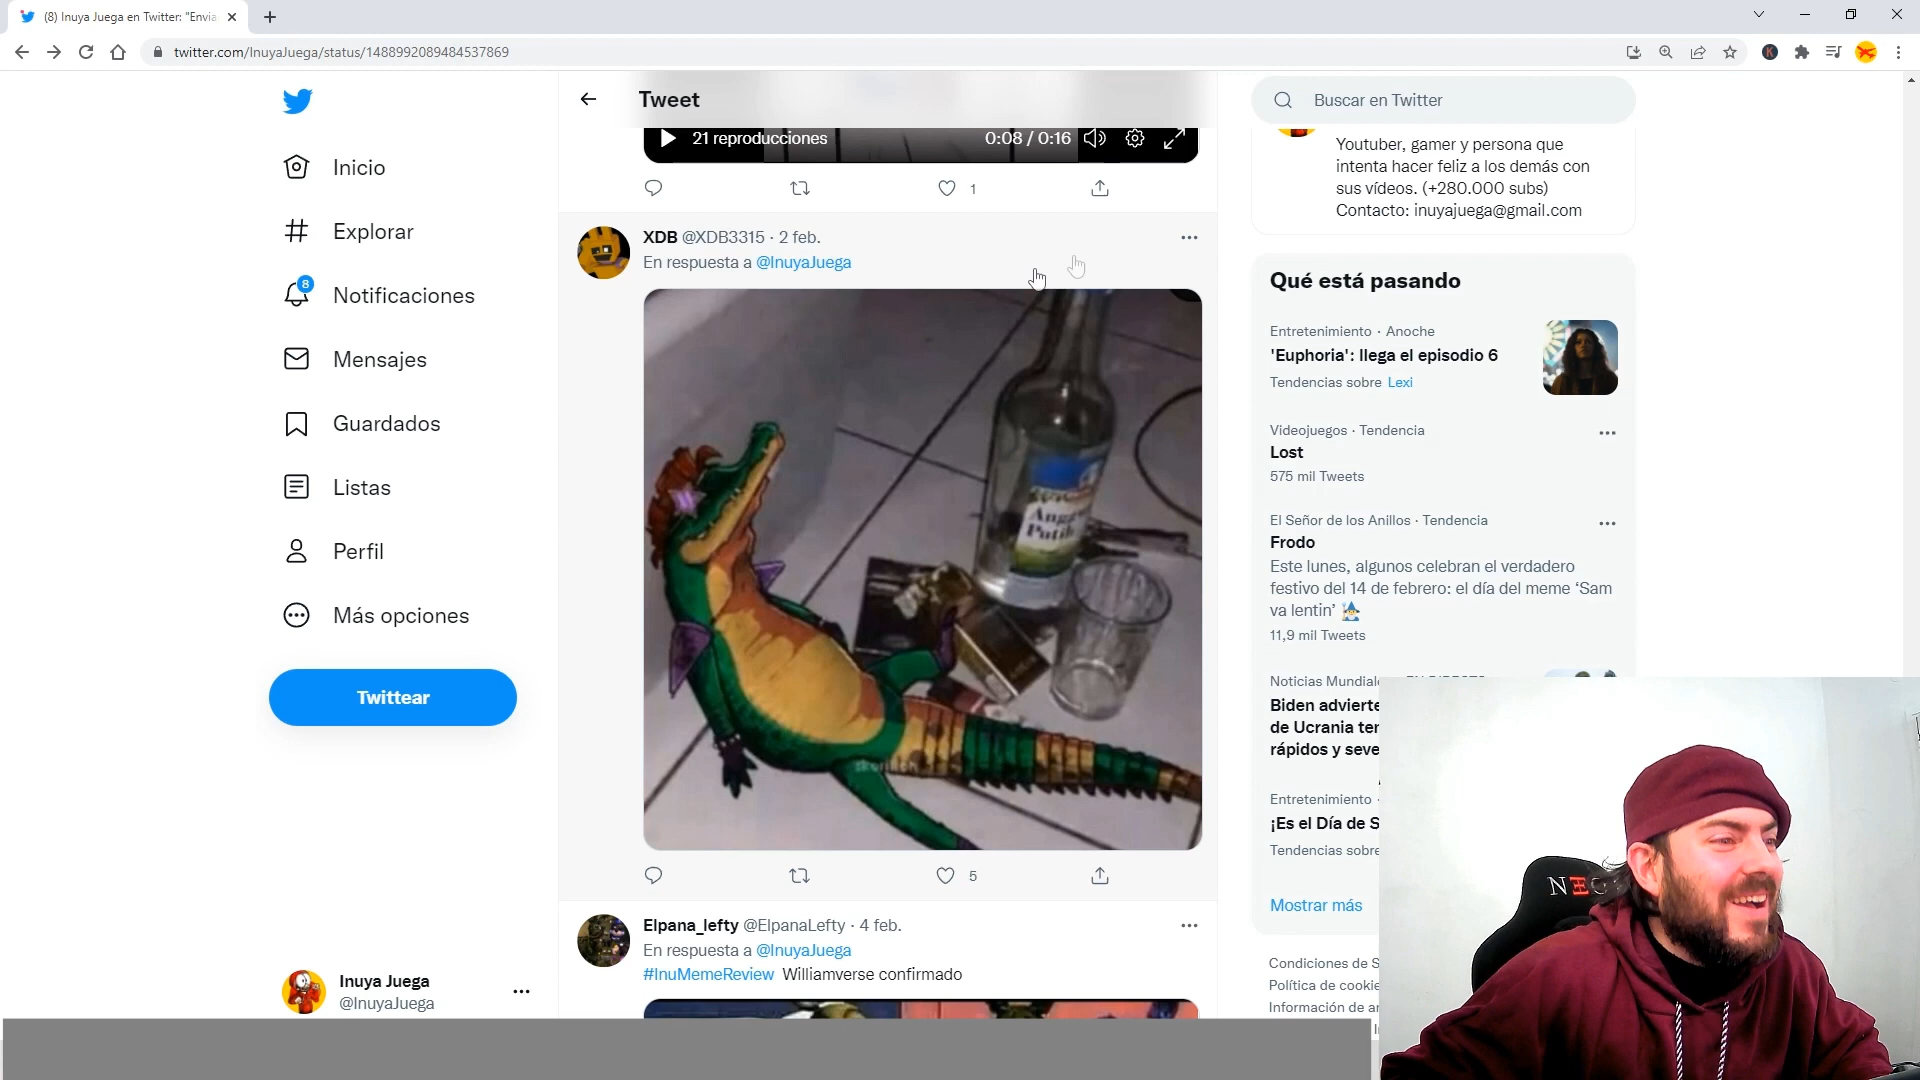 (8) Inuya Juega en Twitter: "Envia
twitter.com/InuyaJuega/status/1488992089484537869
Tweet
Buscar en Twitter
21 reproducciones
0:08 / 0:16
1
Inicio
Explorar
8
Notificaciones
Mensajes
Guardados
Listas
Perfil
Más opciones
Twittear
Inuya Juega
@InuyaJuega
XDB @XDB3315 · 2 feb.
En respuesta a @InuyaJuega
5
Elpana_lefty @ElpanaLefty · 4 feb.
En respuesta a @InuyaJuega
#InuMemeReview Williamverse confirmado
Youtuber, gamer y persona que
intenta hacer feliz a los demás con
sus vídeos. (+280.000 subs)
Contacto: inuyajuega@gmail.com
Qué está pasando
Entretenimiento · Anoche
'Euphoria': llega el episodio 6
Tendencias sobre Lexi
Videojuegos · Tendencia
Lost
575 mil Tweets
El Señor de los Anillos · Tendencia
Frodo
Este lunes, algunos celebran el verdadero
festivo del 14 de febrero: el día del meme ‘Sam
va lentin’
11,9 mil Tweets
Noticias Mundial
Biden advierte
de Ucrania ter
rápidos y seve
Entretenimiento ·
¡Es el Día de S
Tendencias sobre
Mostrar más
Condiciones de S
Política de cookie
Información de a